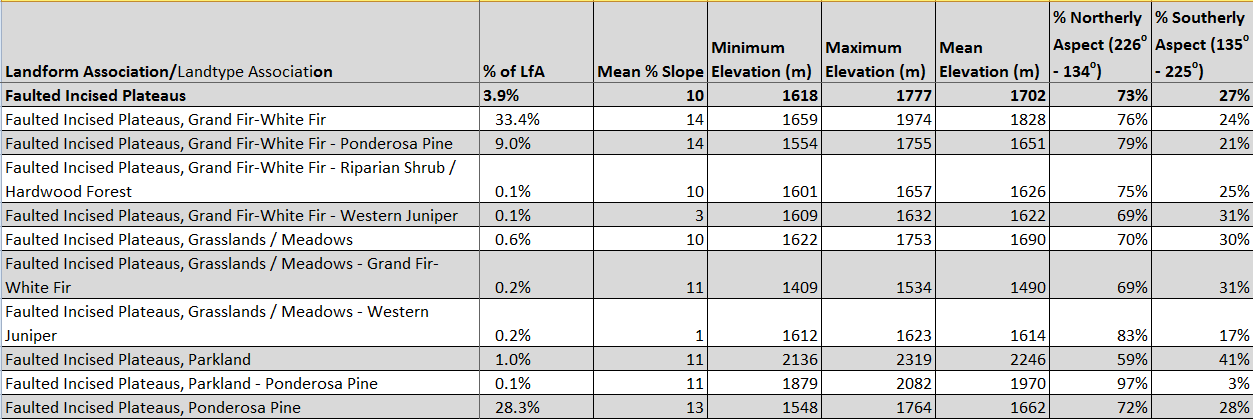 Landform Association/Landtype Association % of LfA Mean % Slope Minimum Elevation (m) Maximum Elevation (m) Mean Elevation (m) % Northerly Aspect (226° - 134°) % Southerly Aspect (135° - 225°)
Faulted Incised Plateaus 3.9% 10 1618 1777 1702 73% 27%
Faulted Incised Plateaus, Grand Fir-White Fir 33.4% 14 1659 1974 1828 76% 24%
Faulted Incised Plateaus, Grand Fir-White Fir - Ponderosa Pine 9.0% 14 1554 1755 1651 79% 21%
Faulted Incised Plateaus, Grand Fir-White Fir - Riparian Shrub /
Hardwood Forest 0.1% 10 1601 1657 1626 75% 25%
Faulted Incised Plateaus, Grand Fir-White Fir - Western Juniper 0.1% 3 1609 1632 1622 69% 31%
Faulted Incised Plateaus, Grasslands / Meadows 0.6% 10 1622 1753 1690 70% 30%
Faulted Incised Plateaus, Grasslands / Meadows - Grand Fir-
White Fir 0.2% 11 1409 1534 1490 69% 31%
Faulted Incised Plateaus, Grasslands / Meadows - Western
Juniper 0.2% 1 1612 1623 1614 83% 17%
Faulted Incised Plateaus, Parkland 1.0% 11 2136 2319 2246 59% 41%
Faulted Incised Plateaus, Parkland - Ponderosa Pine 0.1% 11 1879 2082 1970 97% 3%
Faulted Incised Plateaus, Ponderosa Pine 28.3% 13 1548 1764 1662 72% 28%